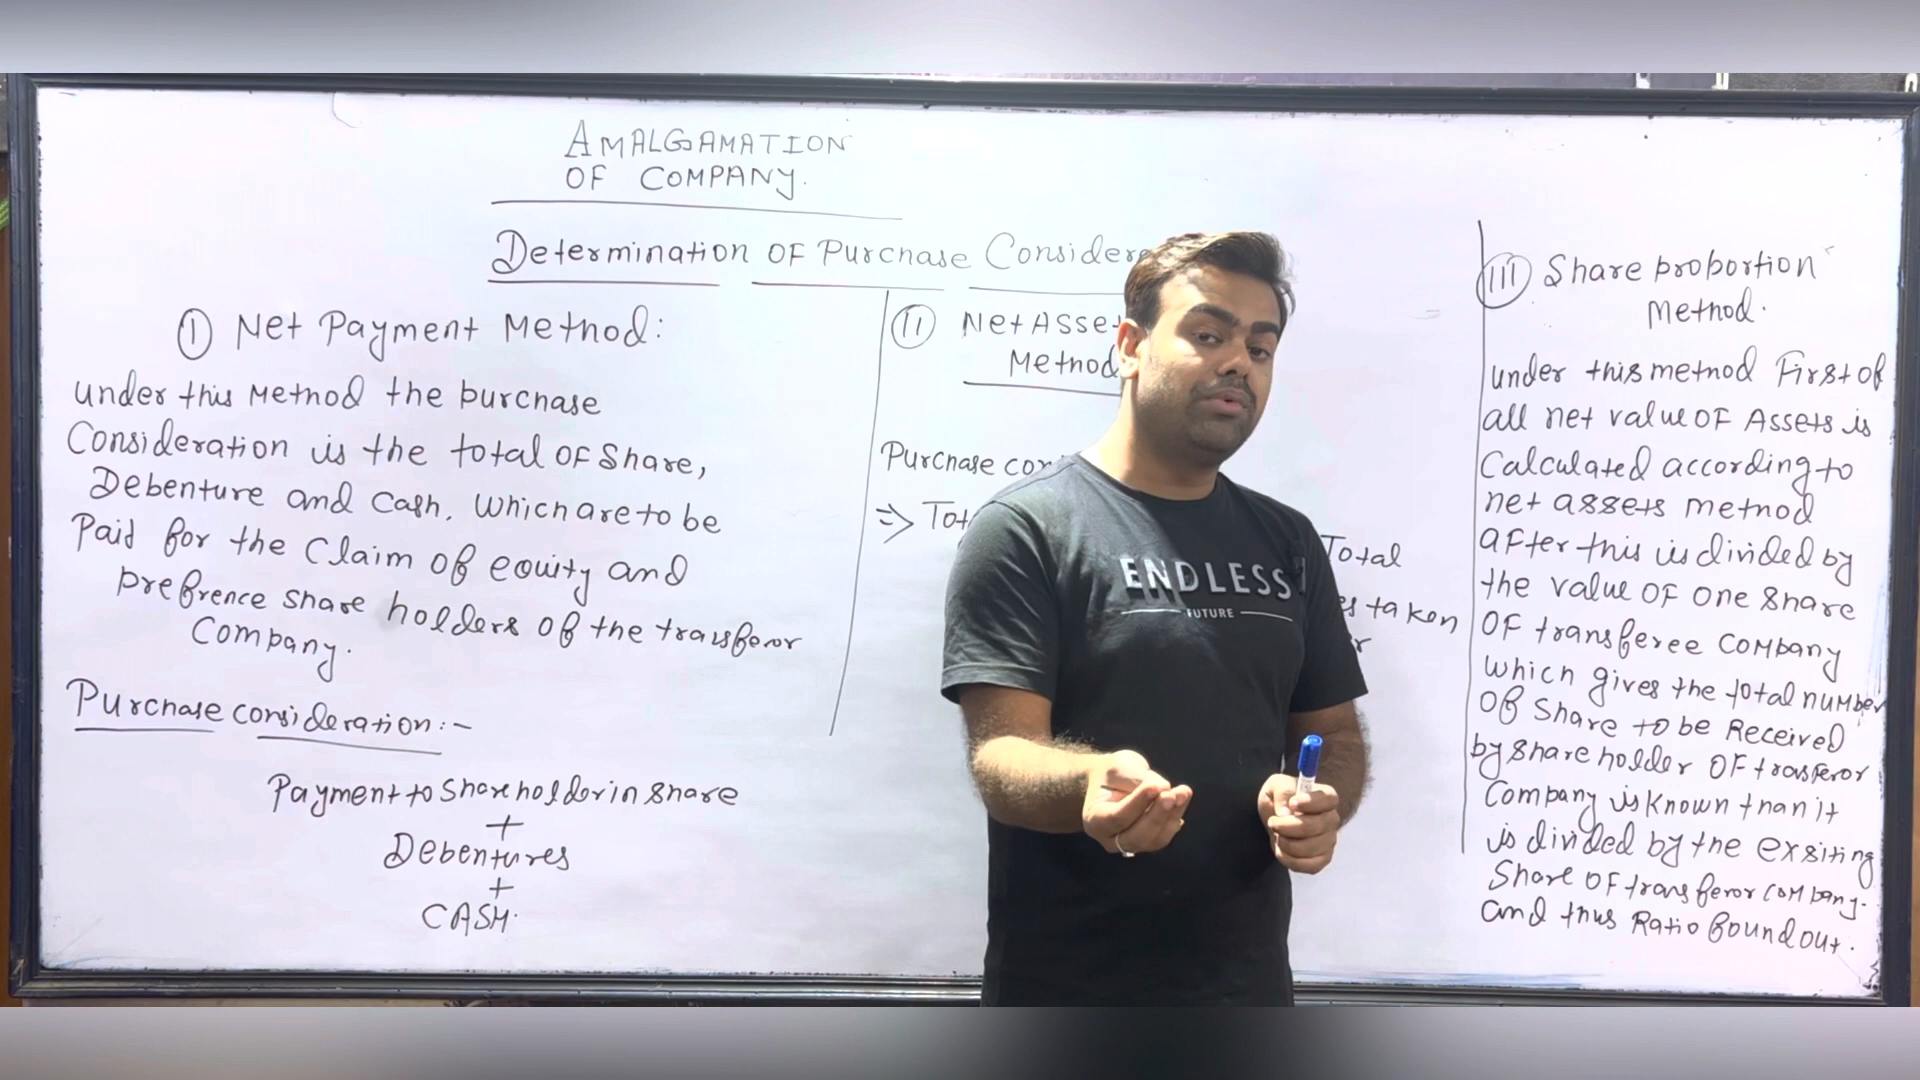 AMALGAMATION
OF COMPANY.
Determination OF Purchase
I Net Payment Method:
under this Method the purchase
Consideration is the total OF Share,
Debenture and Cash. Which are to be
Paid for the Claim Of equity and
prefrence share holders Of the transferor
Company.
Purchase consideration:-
Payment to Shareholder in share
+
Debentures
+
CASH.
II Net
Method
Purchase
=>
Total
taken
III Share proportion
Method.
under this method First of
all net value OF Assets is
Calculated according to
net assets method
after this is divided by
the value OF one share
OF transferee Company
which gives the total number
Of Share to be Received
by share holder OF trasferor
Company is known than it
is divided by the exsiting
Share OF transferor company.
and thus Ratio found out.
ENDLESS
FUTURE